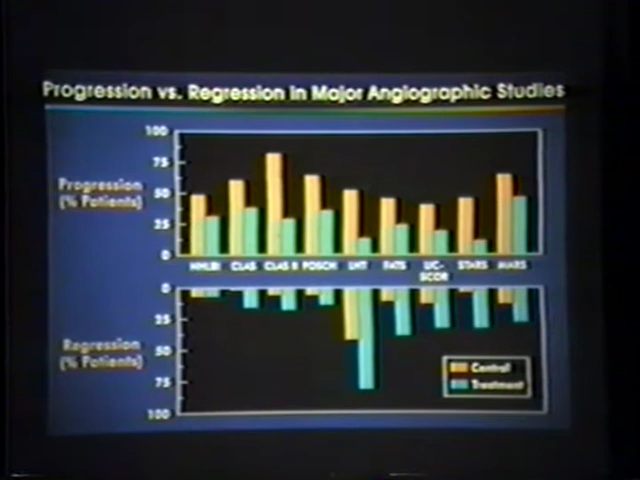 Progression vs. Regression in Major Angiographic Studies
100
75
50
25
0
Progression
(% Patients)
NHLBI CLAS CLAS II POSCH LHT FATS UC-SCOR STARS MARS
0
25
50
75
100
Regression
(% Patients)
Control
Treatment